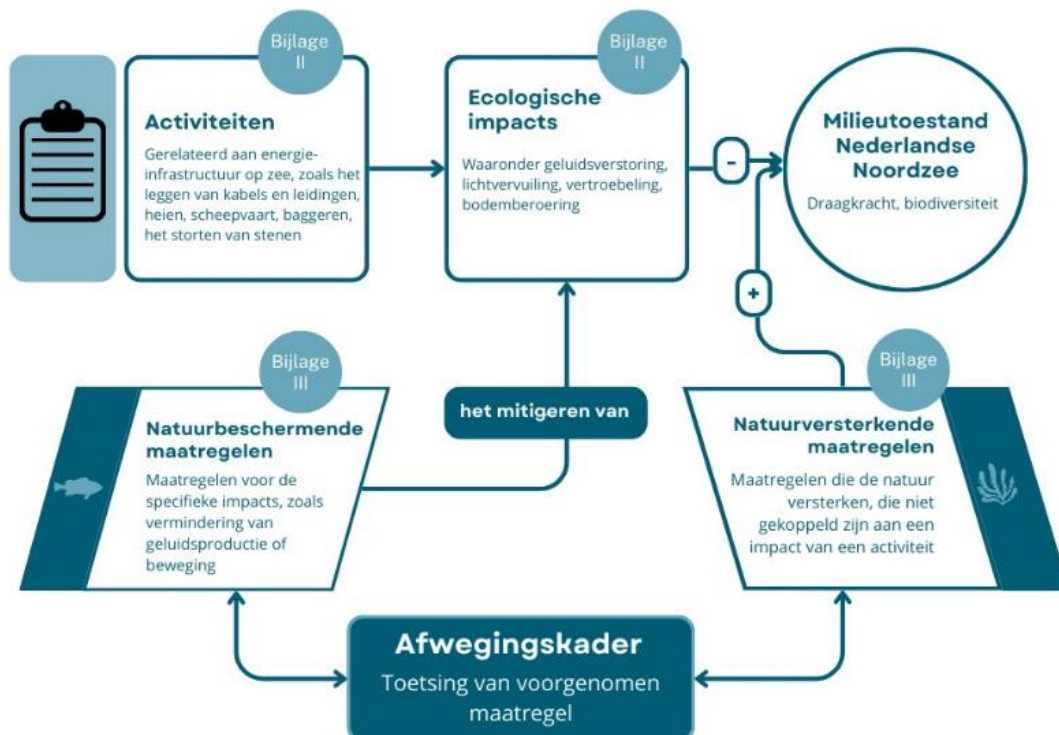 Bijlage
II
Activiteiten
Gerelateerd aan energie-
infrastructuur op zee, zoals het
leggen van kabels en leidingen,
heien, scheepvaart, baggeren,
het storten van stenen
Bijlage
II
Ecologische
impacts
Waaronder geluidsverstoring,
lichtvervuiling, vertroebeling,
bodemberoering
-
Milieutoestand
Nederlandse
Noordzee
Draagkracht, biodiversiteit
+
Bijlage
III
Natuurbeschermende
maatregelen
Maatregelen voor de
specifieke impacts, zoals
vermindering van
geluidsproductie of
beweging
het mitigeren van
Bijlage
III
Natuurversterkende
maatregelen
Maatregelen die de natuur
versterken, die niet
gekoppeld zijn aan een
impact van een activiteit
Afwegingskader
Toetsing van voorgenomen
maatregel